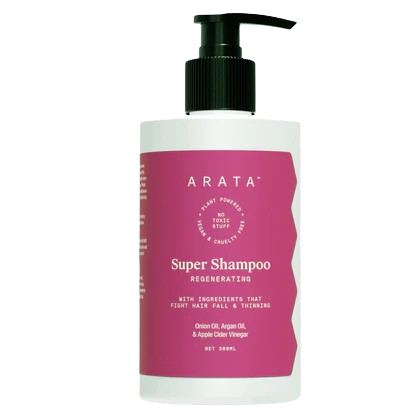 ARATA™
PLANT POWERED
NO
TOXIC
STUFF
VEGAN & CRUELTY FREE
Super Shampoo
REGENERATING
WITH INGREDIENTS THAT
FIGHT HAIR FALL & THINNING
Onion Oil, Argan Oil,
& Apple Cider Vinegar
NET 300ML